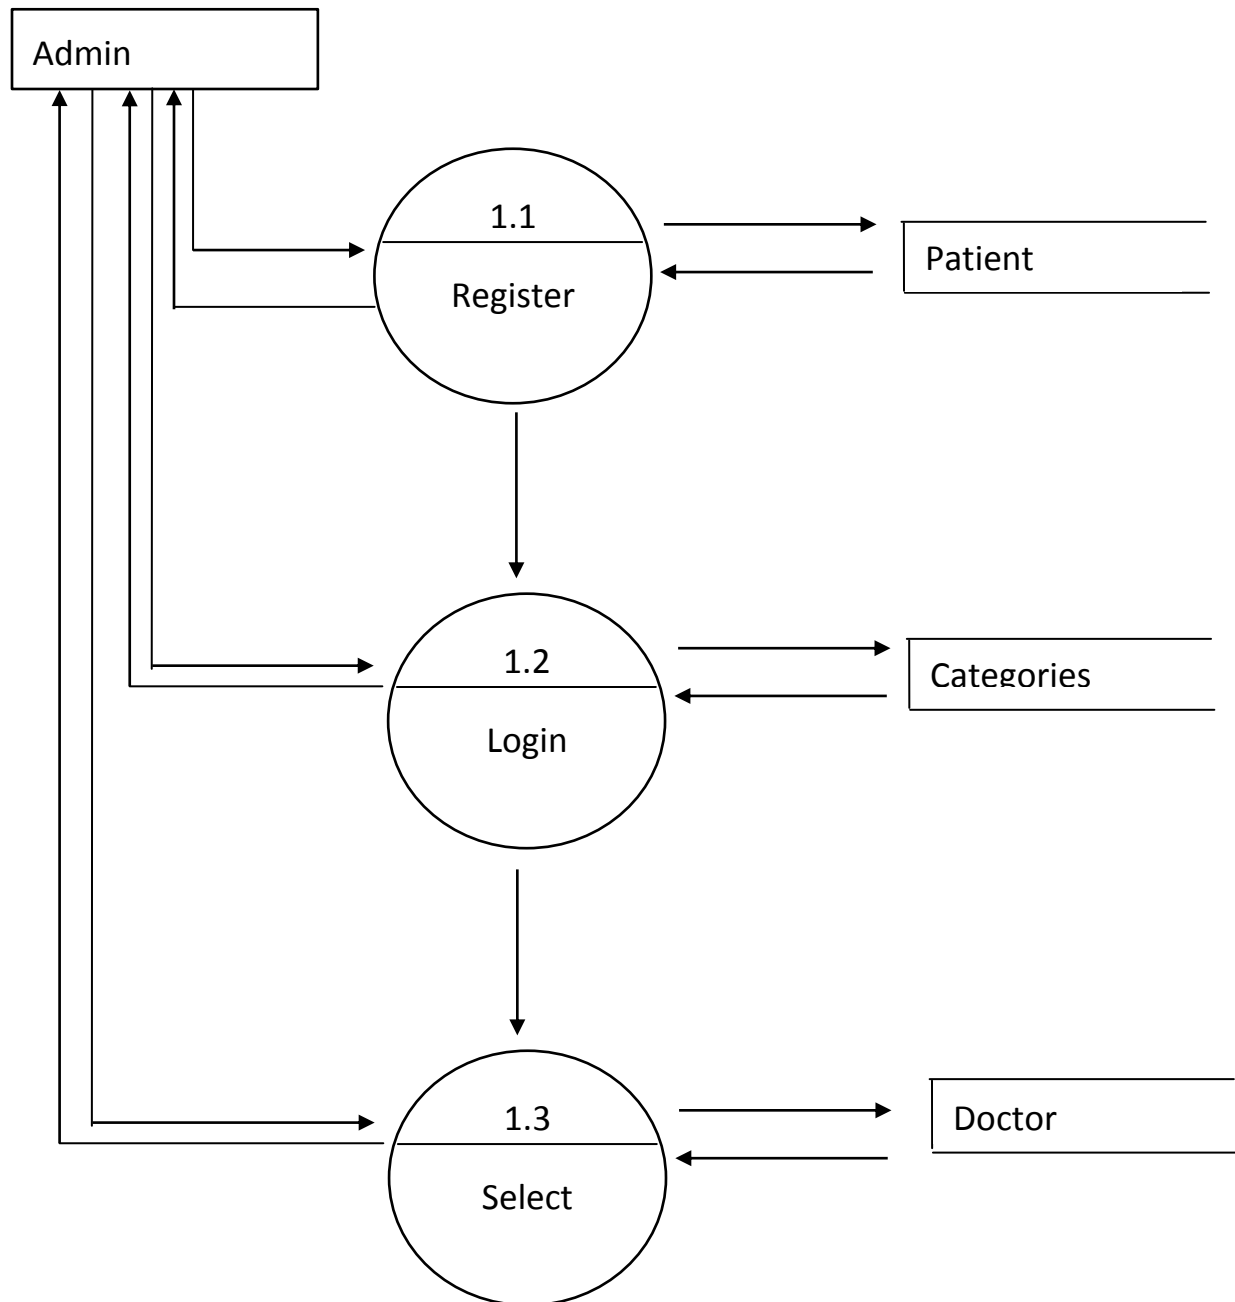 Admin
1.1
Register
Patient
1.2
Login
Categories
1.3
Select
Doctor